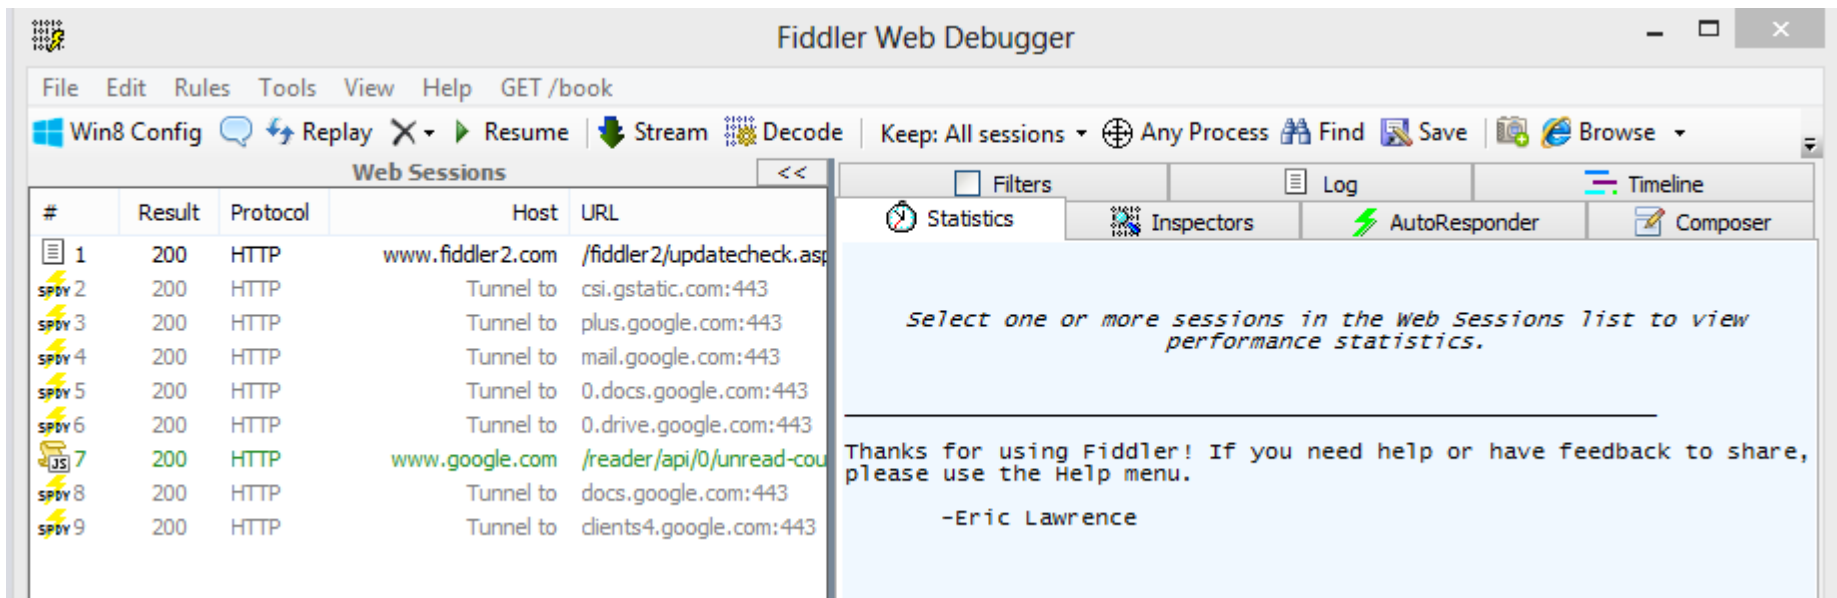 Fiddler Web Debugger
File Edit Rules Tools View Help GET /book
Win8 Config Replay Resume Stream Decode Keep: All sessions Any Process Find Save Browse
Web Sessions <<
# Result Protocol Host URL
1 200 HTTP www.fiddler2.com /fiddler2/updatecheck.asp
SPDY 2 200 HTTP Tunnel to csi.gstatic.com:443
SPDY 3 200 HTTP Tunnel to plus.google.com:443
SPDY 4 200 HTTP Tunnel to mail.google.com:443
SPDY 5 200 HTTP Tunnel to 0.docs.google.com:443
SPDY 6 200 HTTP Tunnel to 0.drive.google.com:443
JS 7 200 HTTP www.google.com /reader/api/0/unread-cou
SPDY 8 200 HTTP Tunnel to docs.google.com:443
SPDY 9 200 HTTP Tunnel to clients4.google.com:443
Filters Log Timeline
Statistics Inspectors AutoResponder Composer
Select one or more sessions in the Web Sessions list to view
performance statistics.
Thanks for using Fiddler! If you need help or have feedback to share,
please use the Help menu.
-Eric Lawrence